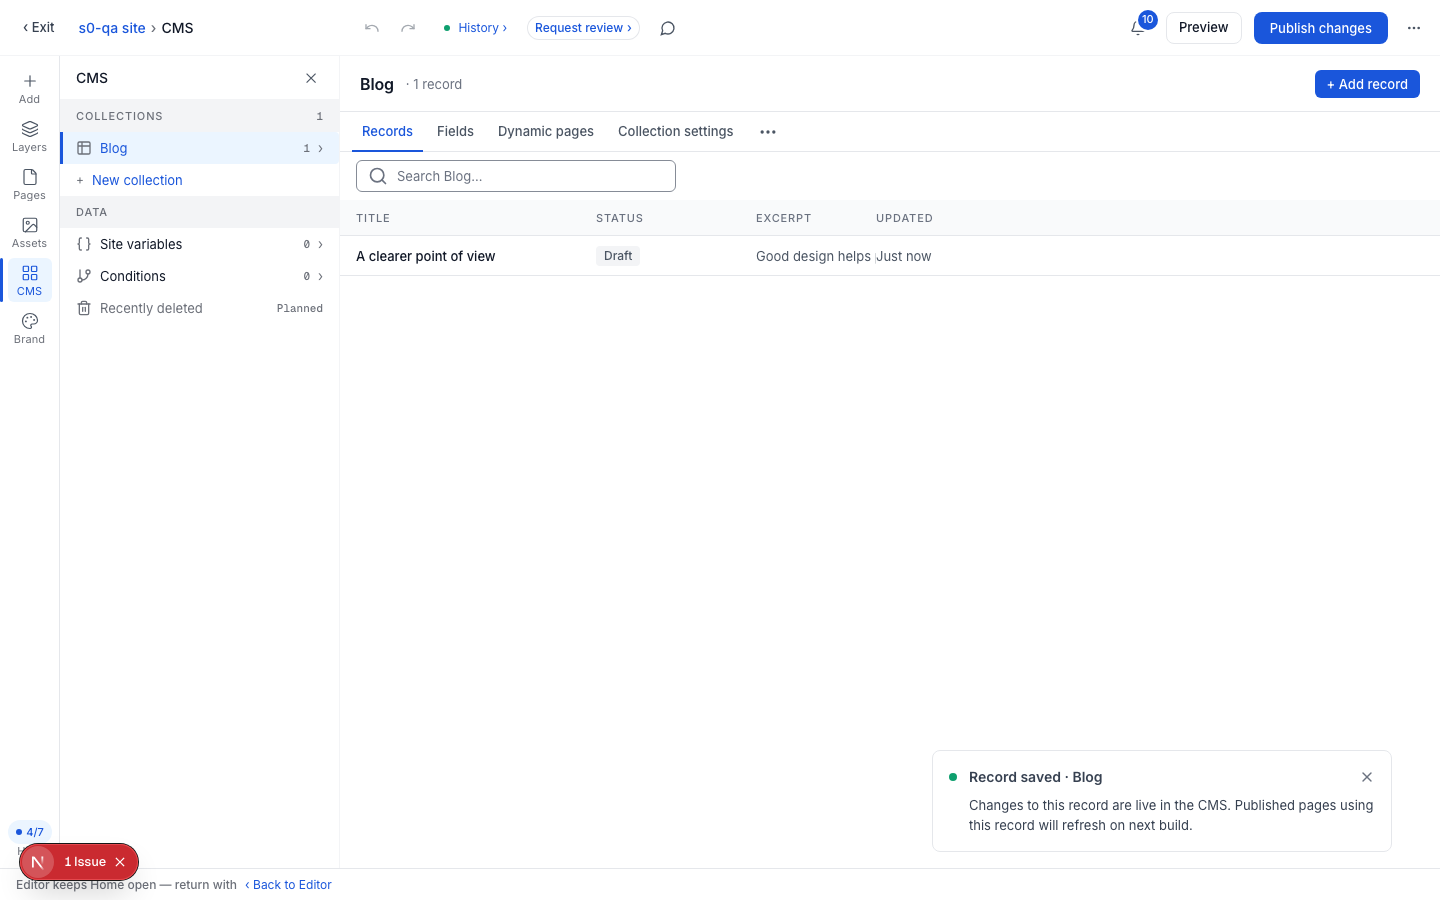 ‹ Exit
s0-qa site › CMS
History ›
Request review ›
10
Preview
Publish changes
Add
Layers
Pages
Assets
CMS
Brand
4/7
CMS
COLLECTIONS 1
Blog 1 ›
+ New collection
DATA
Site variables 0 ›
Conditions 0 ›
Recently deleted Planned
Blog · 1 record
+ Add record
Records Fields Dynamic pages Collection settings
Search Blog...
TITLE STATUS EXCERPT UPDATED
A clearer point of view Draft Good design helps Just now
Record saved · Blog
Changes to this record are live in the CMS. Published pages using
this record will refresh on next build.
N 1 Issue
Editor keeps Home open — return with ‹ Back to Editor